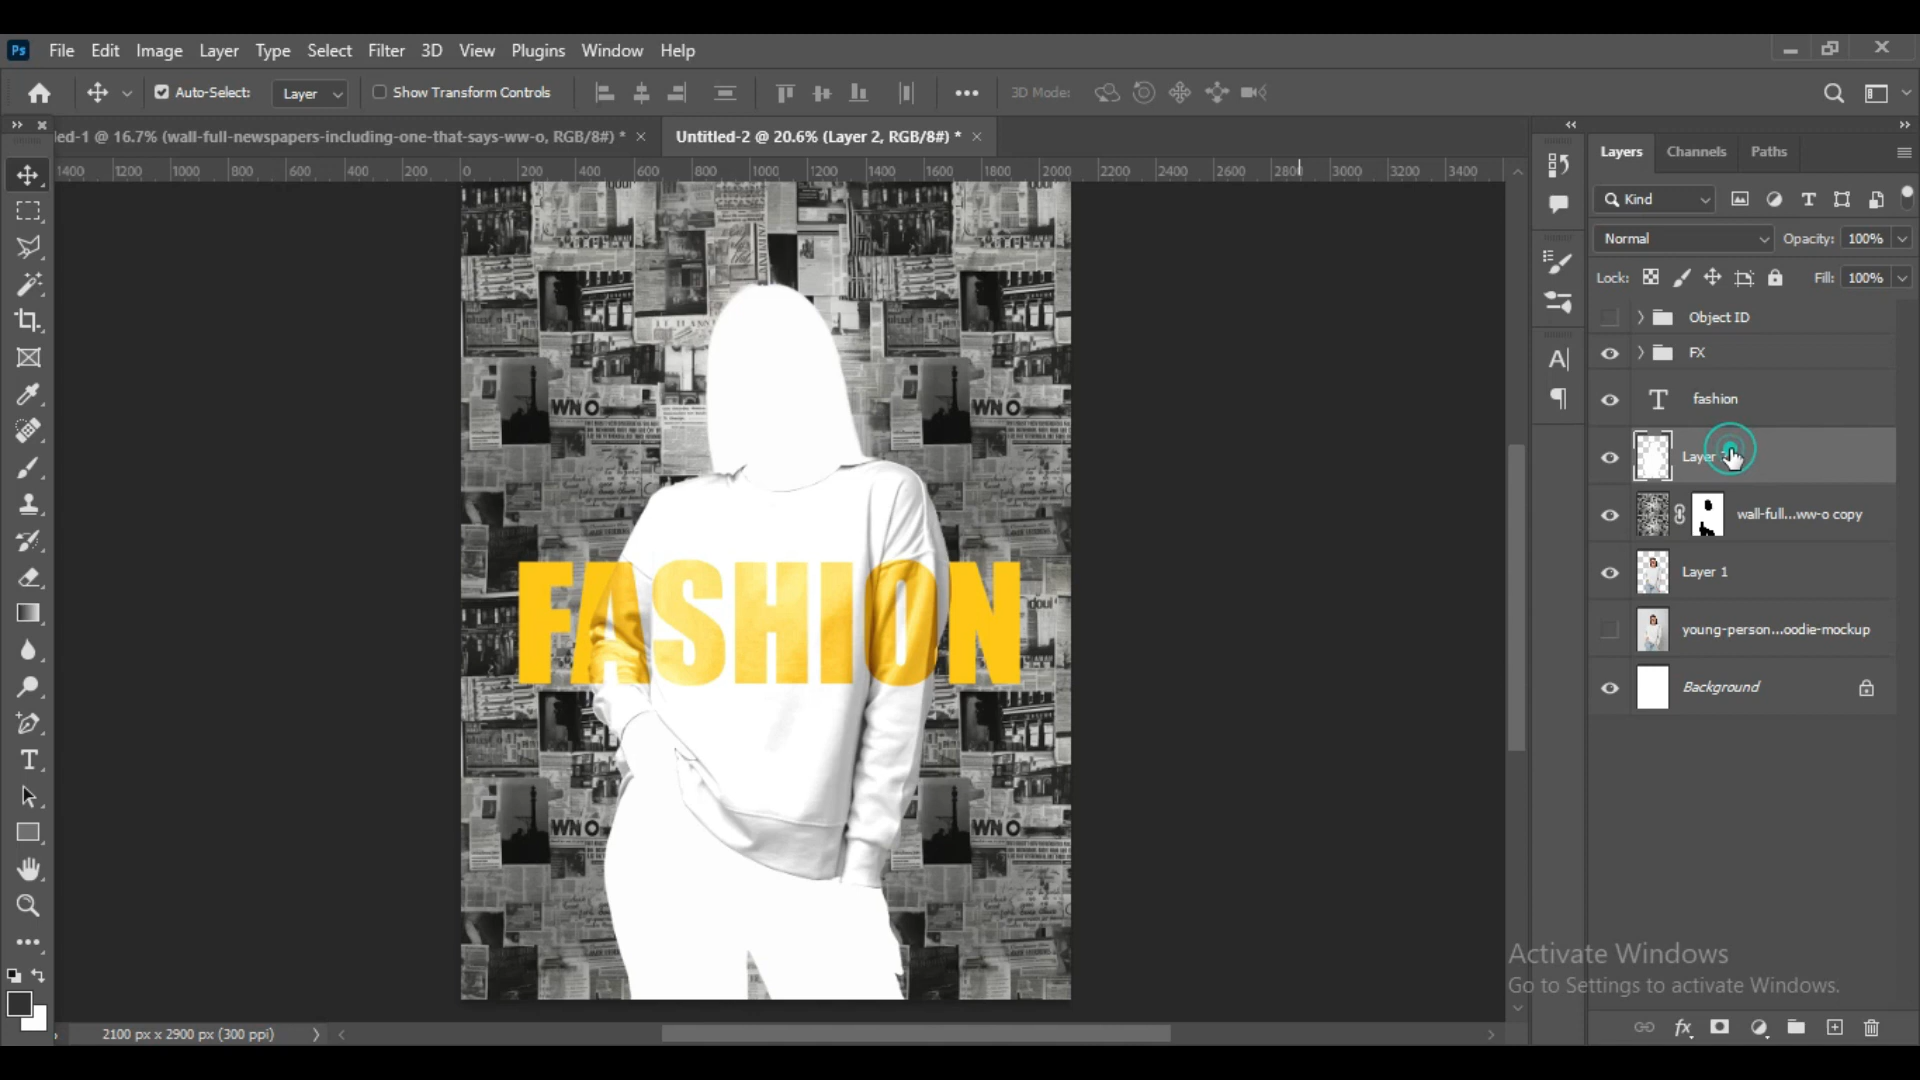 Ps File Edit Image Layer Type Select Filter 3D View Plugins Window Help
Auto-Select: Layer Show Transform Controls 3D Mode:
led-1 @ 16.7% (wall-full-newspapers-including-one-that-says-ww-o, RGB/8#) * × Untitled-2 @ 20.6% (Layer 2, RGB/8#) * ×
1400 1200 1000 800 600 400 200 0 200 400 600 800 1000 1200 1400 1600 1800 2000 2200 2400 2600 2800 3000 3200 3400
Layers Channels Paths
Kind
Normal Opacity: 100%
Lock: Fill: 100%
Object ID
FX
fashion
Layer
wall-full...ww-o copy
Layer 1
young-person...oodie-mockup
Background
WN O WN O
FASHION
WN O WN O
Activate Windows
Go to Settings to activate Windows.
2100 px x 2900 px (300 ppi)